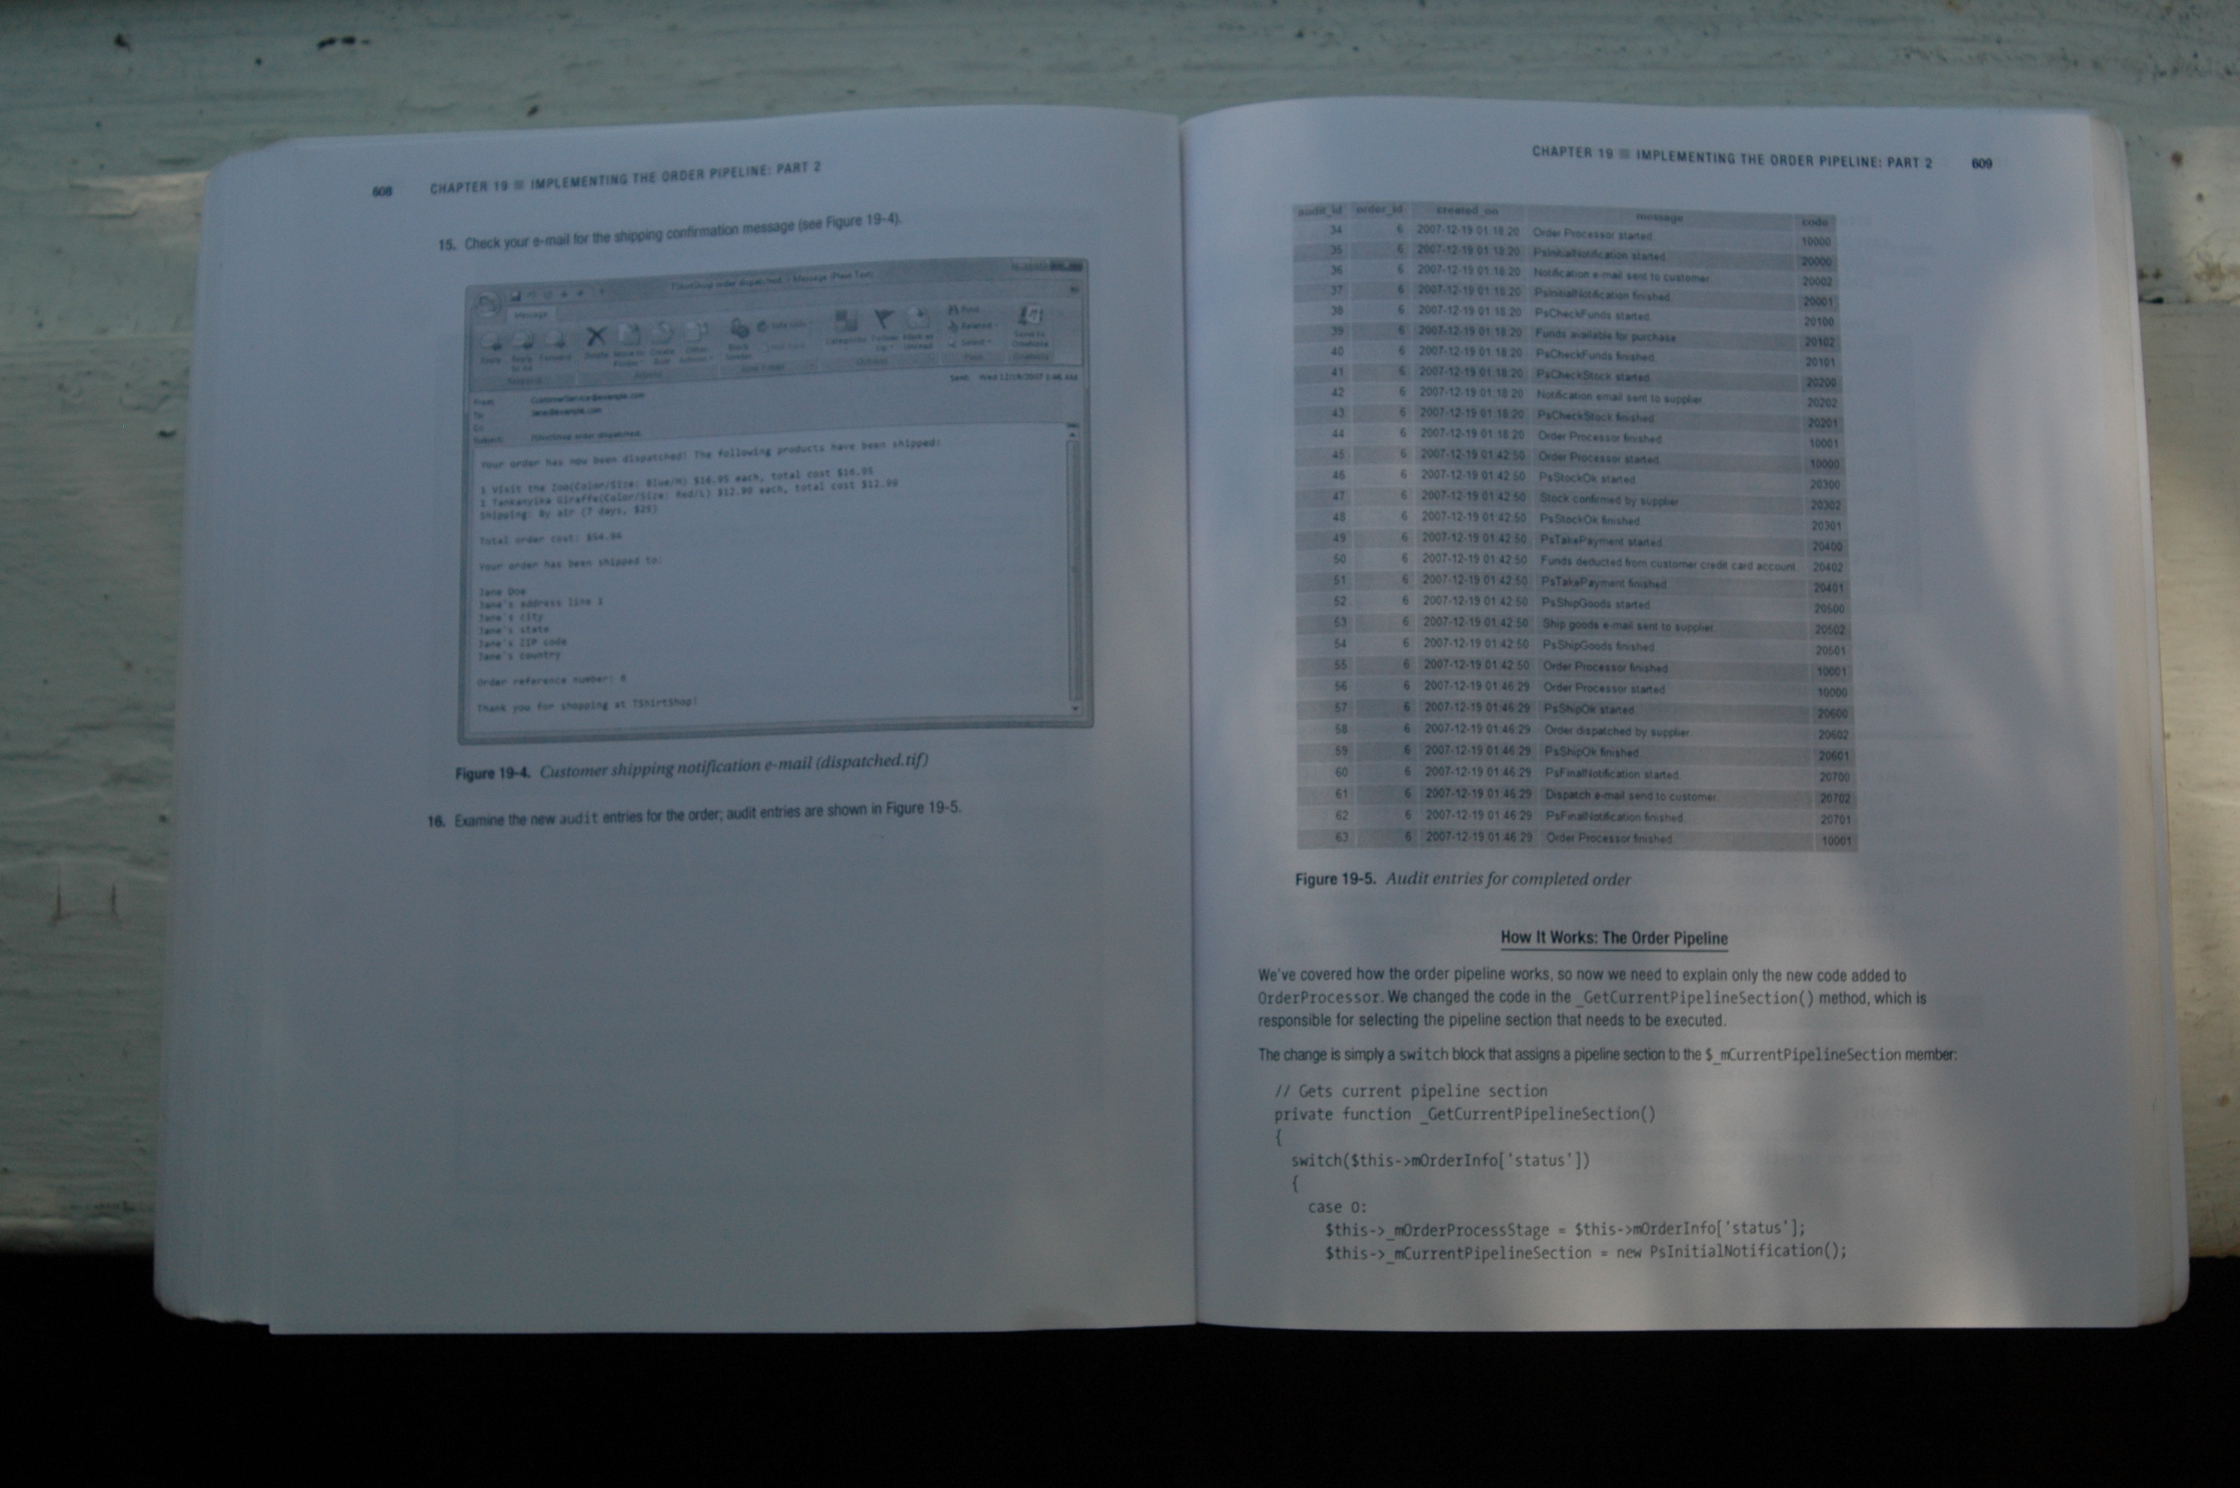 608 CHAPTER 19 ■ IMPLEMENTING THE ORDER PIPELINE: PART 2
15. Check your e-mail for the shipping confirmation message (see Figure 19-4).
Message
From:
To:
Cc:
Subject:
Your order has now been dispatched! The following products have been shipped:
1 Visit the Zoo(Color/Size: Blue/M) $16.95 each, total cost $16.95
1 Tankanyika Giraffe(Color/Size: Red/L) $12.99 each, total cost $12.99
Shipping: By air (7 days, $25)
Total order cost: $54.94
Your order has been shipped to:
Jane Doe
Jane's address line 1
Jane's city
Jane's state
Jane's ZIP code
Jane's country
Order reference number: 6
Thank you for shopping at TShirtShop!
Figure 19-4. Customer shipping notification e-mail (dispatched.tif)
16. Examine the new audit entries for the order; audit entries are shown in Figure 19-5.
CHAPTER 19 ■ IMPLEMENTING THE ORDER PIPELINE: PART 2 609
audit_id order_id created_on message code
34 6 2007-12-19 01:18:20 Order Processor started. 10000
35 6 2007-12-19 01:18:20 PsInitialNotification started. 20000
36 6 2007-12-19 01:18:20 Notification e-mail sent to customer. 20002
37 6 2007-12-19 01:18:20 PsInitialNotification finished. 20001
38 6 2007-12-19 01:18:20 PsCheckFunds started. 20100
39 6 2007-12-19 01:18:20 Funds available for purchase. 20102
40 6 2007-12-19 01:18:20 PsCheckFunds finished. 20101
41 6 2007-12-19 01:18:20 PsCheckStock started. 20200
42 6 2007-12-19 01:18:20 Notification email sent to supplier. 20202
43 6 2007-12-19 01:18:20 PsCheckStock finished. 20201
44 6 2007-12-19 01:18:20 Order Processor finished. 10001
45 6 2007-12-19 01:42:50 Order Processor started. 10000
46 6 2007-12-19 01:42:50 PsStockOk started. 20300
47 6 2007-12-19 01:42:50 Stock confirmed by supplier. 20302
48 6 2007-12-19 01:42:50 PsStockOk finished. 20301
49 6 2007-12-19 01:42:50 PsTakePayment started. 20400
50 6 2007-12-19 01:42:50 Funds deducted from customer credit card account. 20402
51 6 2007-12-19 01:42:50 PsTakePayment finished. 20401
52 6 2007-12-19 01:42:50 PsShipGoods started. 20500
53 6 2007-12-19 01:42:50 Ship goods e-mail sent to supplier. 20502
54 6 2007-12-19 01:42:50 PsShipGoods finished. 20501
55 6 2007-12-19 01:42:50 Order Processor finished. 10001
56 6 2007-12-19 01:46:29 Order Processor started. 10000
57 6 2007-12-19 01:46:29 PsShipOk started. 20600
58 6 2007-12-19 01:46:29 Order dispatched by supplier. 20602
59 6 2007-12-19 01:46:29 PsShipOk finished. 20601
60 6 2007-12-19 01:46:29 PsFinalNotification started. 20700
61 6 2007-12-19 01:46:29 Dispatch e-mail send to customer. 20702
62 6 2007-12-19 01:46:29 PsFinalNotification finished. 20701
63 6 2007-12-19 01:46:29 Order Processor finished. 10001
Figure 19-5. Audit entries for completed order
How It Works: The Order Pipeline
We've covered how the order pipeline works, so now we need to explain only the new code added to
OrderProcessor. We changed the code in the _GetCurrentPipelineSection() method, which is
responsible for selecting the pipeline section that needs to be executed.
The change is simply a switch block that assigns a pipeline section to the $_mCurrentPipelineSection member:
// Gets current pipeline section
private function _GetCurrentPipelineSection()
{
switch($this->mOrderInfo['status'])
{
case 0:
$this->_mOrderProcessStage = $this->mOrderInfo['status'];
$this->_mCurrentPipelineSection = new PsInitialNotification();